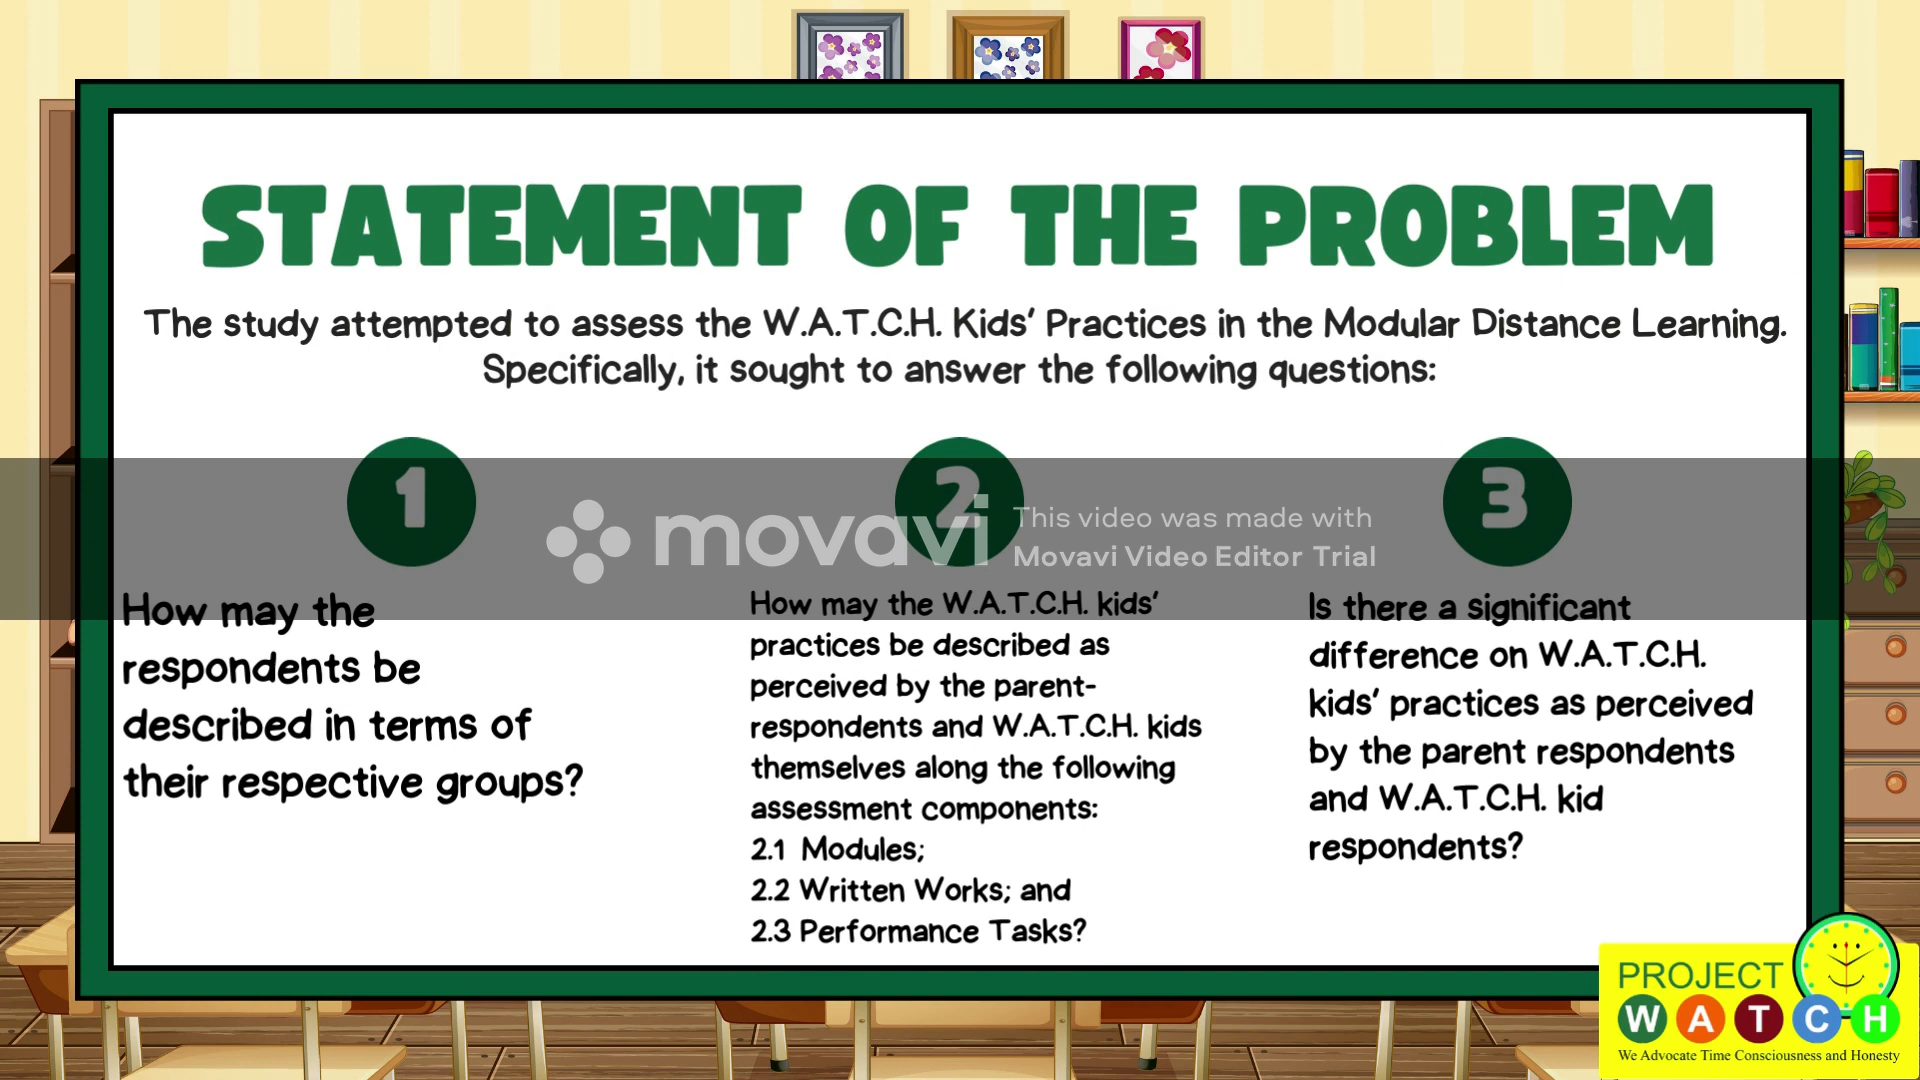 STATEMENT OF THE PROBLEM
The study attempted to assess the W.A.T.C.H. Kids' Practices in the Modular Distance Learning.
Specifically, it sought to answer the following questions:
1
How may the
respondents be
described in terms of
their respective groups?
2
How may the W.A.T.C.H. kids'
practices be described as
perceived by the parent-
respondents and W.A.T.C.H. kids
themselves along the following
assessment components:
2.1 Modules;
2.2 Written Works; and
2.3 Performance Tasks?
3
Is there a significant
difference on W.A.T.C.H.
kids' practices as perceived
by the parent respondents
and W.A.T.C.H. kid
respondents?
movavi
This video was made with
Movavi Video Editor Trial
PROJECT
WATCH
We Advocate Time Consciousness and Honesty